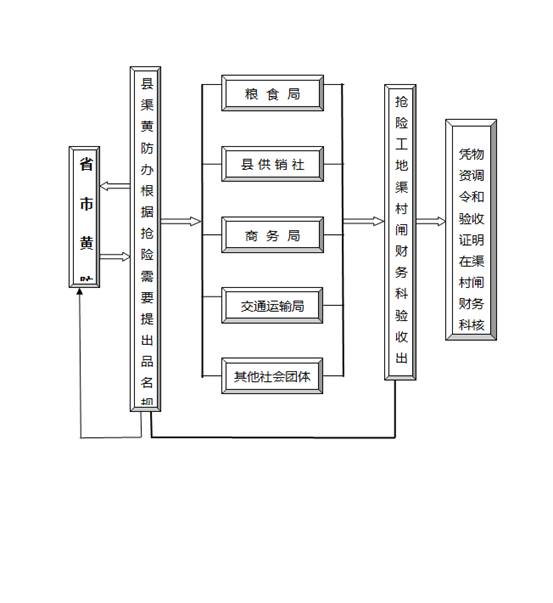 省市黄
县渠黄防办根据抢险需要提出品名
粮食局
县供销社
商务局
交通运输局
其他社会团体
抢险工地渠村闸财务科验收出
凭物
资调
令和
验收
证明
在渠
村闸
财务
科核